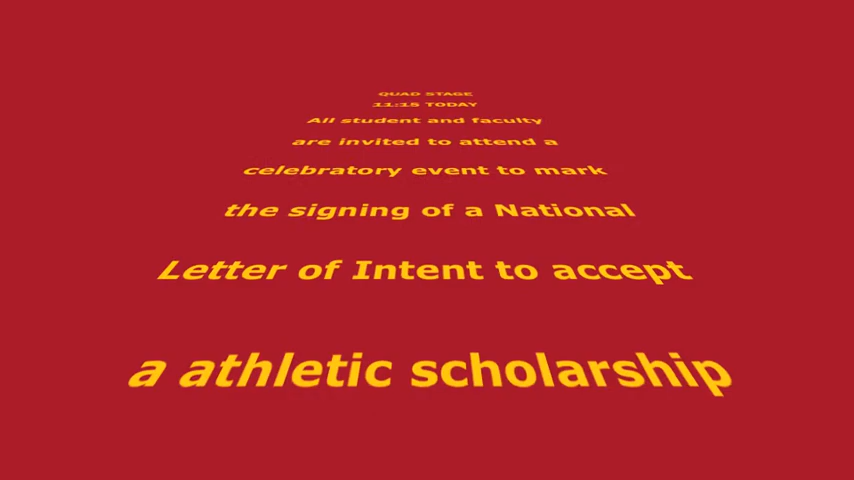 QUAD STAGE
11:15 TODAY
All student and faculty
are invited to attend a
celebratory event to mark
the signing of a National
Letter of Intent to accept
a athletic scholarship